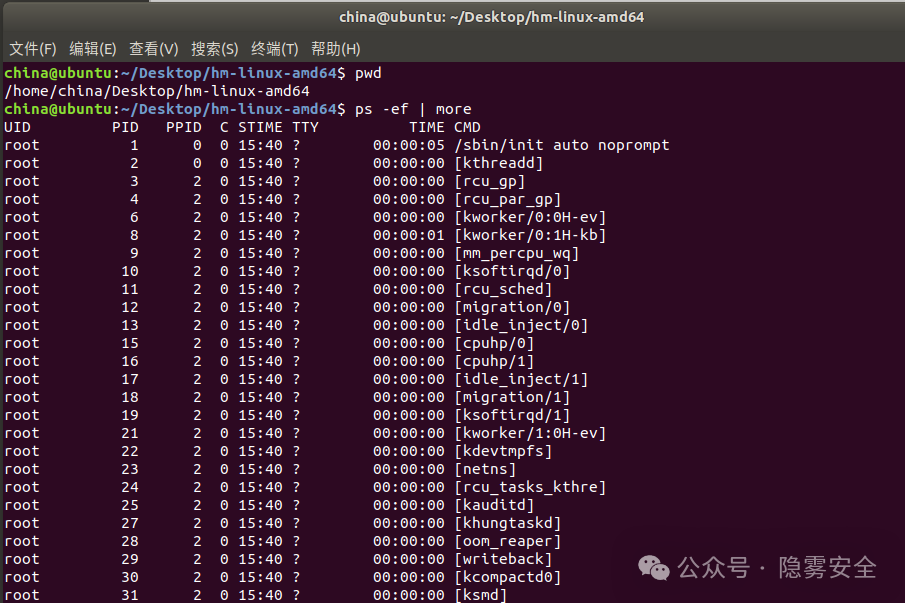 china@ubuntu: ~/Desktop/hm-linux-amd64
文件(F) 编辑(E) 查看(V) 搜索(S) 终端(T) 帮助(H)
china@ubuntu:~/Desktop/hm-linux-amd64$ pwd
/home/china/Desktop/hm-linux-amd64
china@ubuntu:~/Desktop/hm-linux-amd64$ ps -ef | more
UID         PID   PPID  C STIME TTY          TIME CMD
root          1      0  0 15:40 ?        00:00:05 /sbin/init auto noprompt
root          2      0  0 15:40 ?        00:00:00 [kthreadd]
root          3      2  0 15:40 ?        00:00:00 [rcu_gp]
root          4      2  0 15:40 ?        00:00:00 [rcu_par_gp]
root          6      2  0 15:40 ?        00:00:00 [kworker/0:0H-ev]
root          8      2  0 15:40 ?        00:00:01 [kworker/0:1H-kb]
root          9      2  0 15:40 ?        00:00:00 [mm_percpu_wq]
root         10      2  0 15:40 ?        00:00:00 [ksoftirqd/0]
root         11      2  0 15:40 ?        00:00:00 [rcu_sched]
root         12      2  0 15:40 ?        00:00:00 [migration/0]
root         13      2  0 15:40 ?        00:00:00 [idle_inject/0]
root         15      2  0 15:40 ?        00:00:00 [cpuhp/0]
root         16      2  0 15:40 ?        00:00:00 [cpuhp/1]
root         17      2  0 15:40 ?        00:00:00 [idle_inject/1]
root         18      2  0 15:40 ?        00:00:00 [migration/1]
root         19      2  0 15:40 ?        00:00:00 [ksoftirqd/1]
root         21      2  0 15:40 ?        00:00:00 [kworker/1:0H-ev]
root         22      2  0 15:40 ?        00:00:00 [kdevtmpfs]
root         23      2  0 15:40 ?        00:00:00 [netns]
root         24      2  0 15:40 ?        00:00:00 [rcu_tasks_kthre]
root         25      2  0 15:40 ?        00:00:00 [kauditd]
root         27      2  0 15:40 ?        00:00:00 [khungtaskd]
root         28      2  0 15:40 ?        00:00:00 [oom_reaper]
root         29      2  0 15:40 ?        00:00:00 [writeback]
root         30      2  0 15:40 ?        00:00:00 [kcompactd0]
root         31      2  0 15:40 ?        00:00:00 [ksmd]
公众号 · 隐雾安全